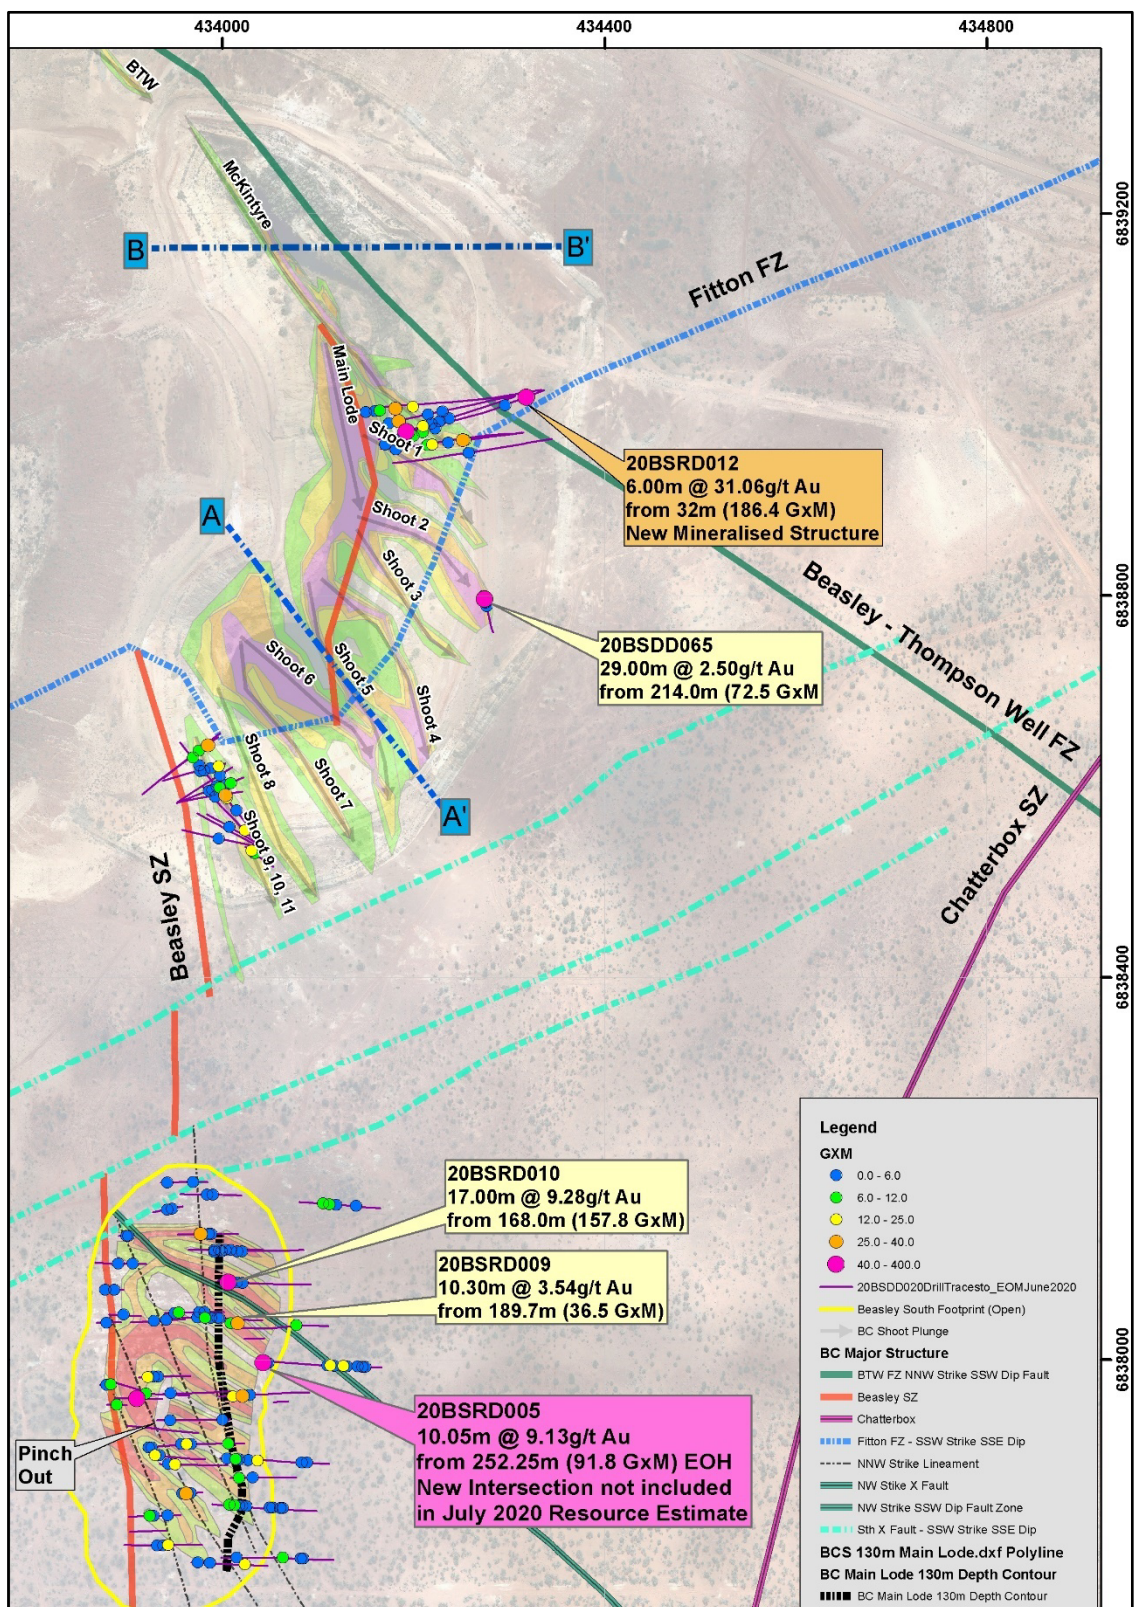 434000
434400
434800
BTW
McKintyre
6839200
B
B'
Fitton FZ
Main Lode
Shoot 1
20BSRD012
6.00m @ 31.06g/t Au
from 32m (186.4 GxM)
New Mineralised Structure
A
Shoot 2
Shoot 3
6838800
Beasley - Thompson Well FZ
20BSDD065
29.00m @ 2.50g/t Au
from 214.0m (72.5 GxM
Shoot 6
Shoot 5
Shoot 4
Shoot 8
Shoot 7
A'
Chatterbox SZ
Shoot 9, 10, 11
Beasley SZ
6838400
20BSRD010
17.00m @ 9.28g/t Au
from 168.0m (157.8 GxM)
20BSRD009
10.30m @ 3.54g/t Au
from 189.7m (36.5 GxM)
6838000
20BSRD005
10.05m @ 9.13g/t Au
from 252.25m (91.8 GxM) EOH
New Intersection not included
in July 2020 Resource Estimate
Pinch
Out
Legend
GXM
0.0 - 6.0
6.0 - 12.0
12.0 - 25.0
25.0 - 40.0
40.0 - 400.0
20BSDD020DrillTracesto_EOMJune2020
Beasley South Footprint (Open)
BC Shoot Plunge
BC Major Structure
BTW FZ NNW Strike SSW Dip Fault
Beasley SZ
Chatterbox
Fitton FZ - SSW Strike SSE Dip
NNW Strike Lineament
NW Stike X Fault
NW Strike SSW Dip Fault Zone
Sth X Fault - SSW Strike SSE Dip
BCS 130m Main Lode.dxf Polyline
BC Main Lode 130m Depth Contour
BC Main Lode 130m Depth Contour